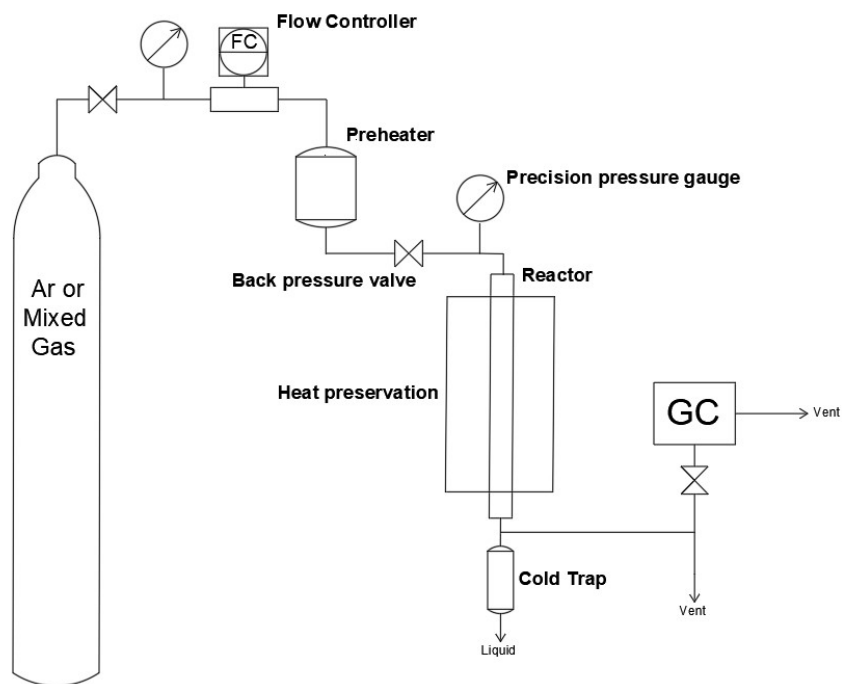 Flow Controller
FC
Preheater
Precision pressure gauge
Back pressure valve
Reactor
Ar or
Mixed
Gas
Heat preservation
GC
Vent
Cold Trap
Vent
Liquid